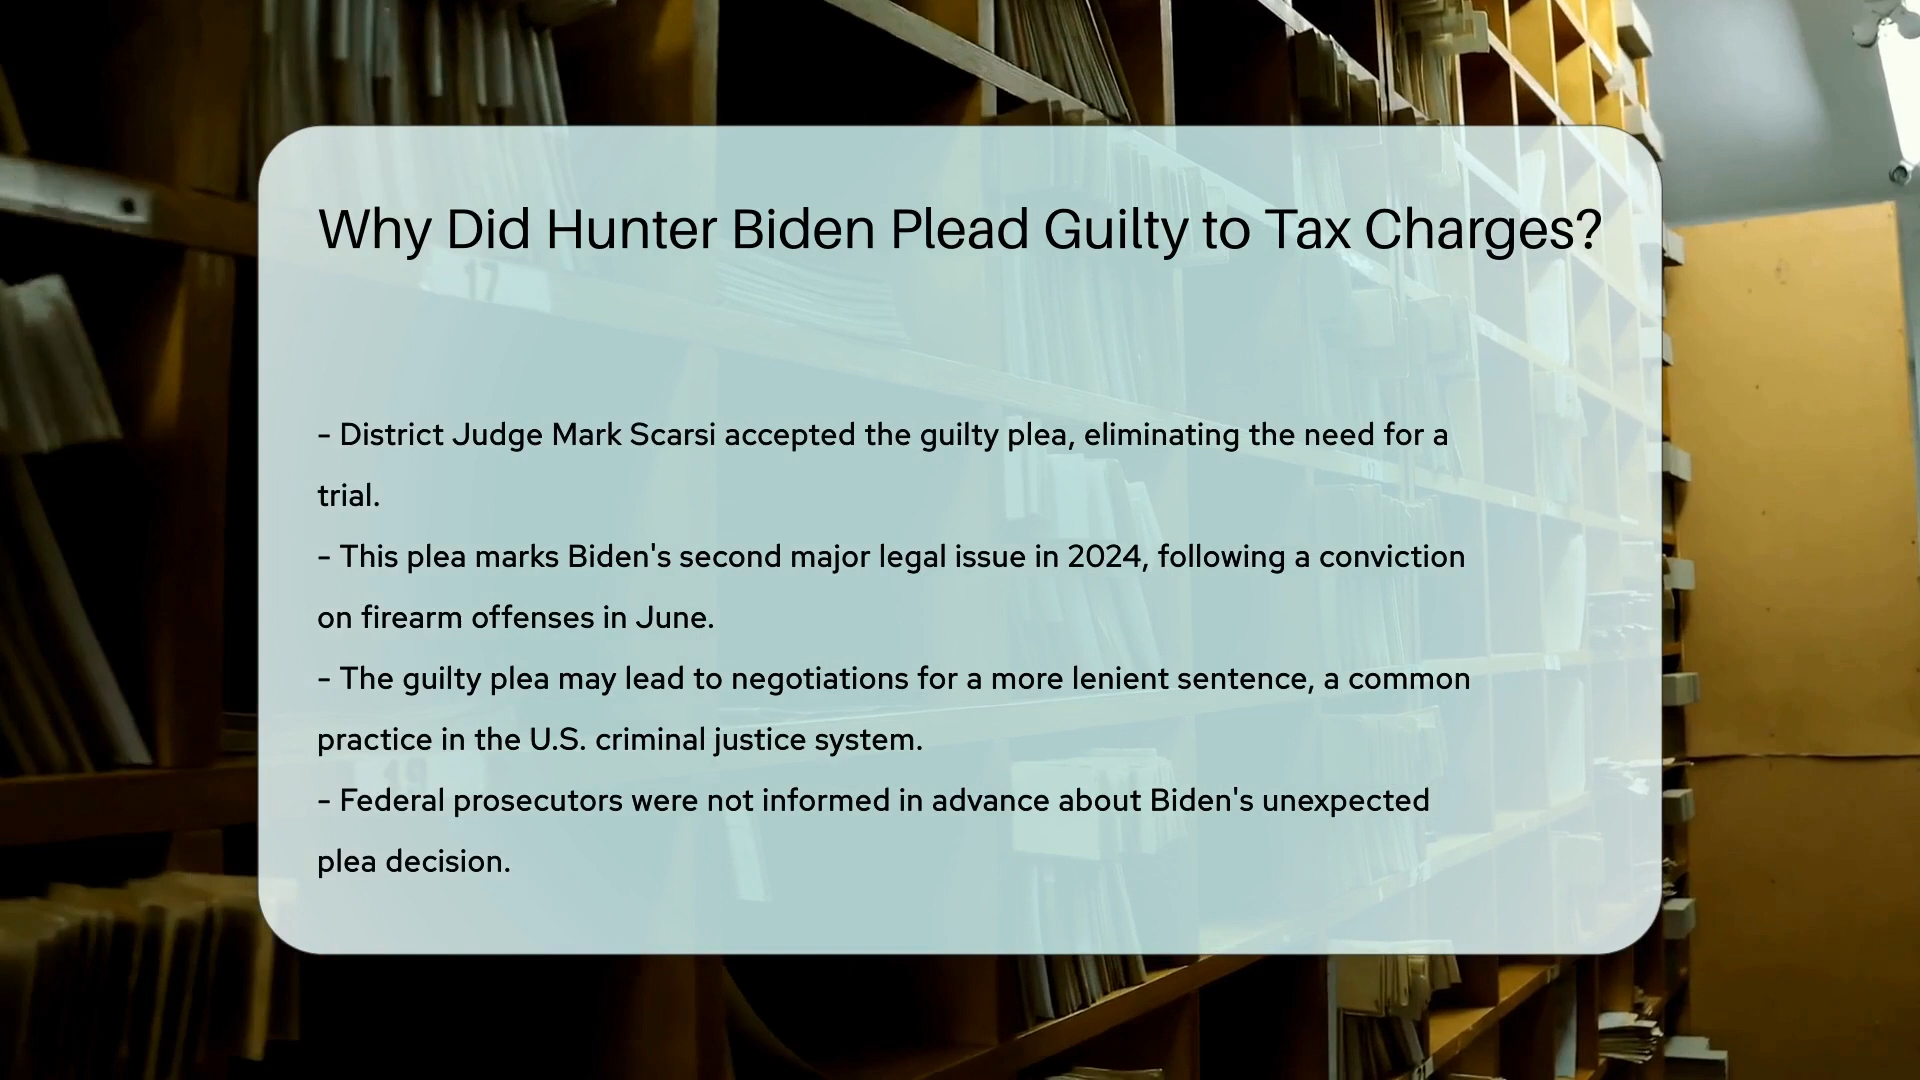 Why Did Hunter Biden Plead Guilty to Tax Charges?
– District Judge Mark Scarsi accepted the guilty plea, eliminating the need for a
trial.
– This plea marks Biden's second major legal issue in 2024, following a conviction
on firearm offenses in June.
– The guilty plea may lead to negotiations for a more lenient sentence, a common
practice in the U.S. criminal justice system.
– Federal prosecutors were not informed in advance about Biden's unexpected
plea decision.
17
19